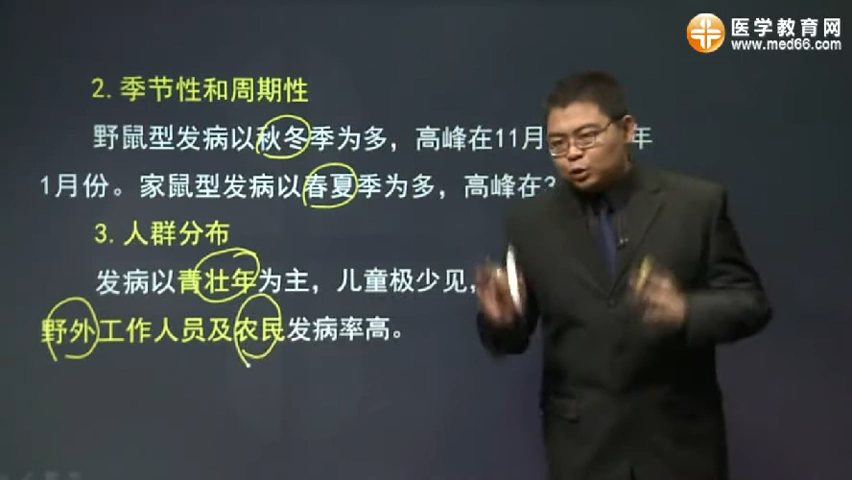 医学教育网
www.med66.com
2.季节性和周期性
野鼠型发病以秋冬季为多，高峰在11月 年
1月份。家鼠型发病以春夏季为多，高峰在3
3.人群分布
发病以青壮年为主，儿童极少见，
野外工作人员及农民发病率高。